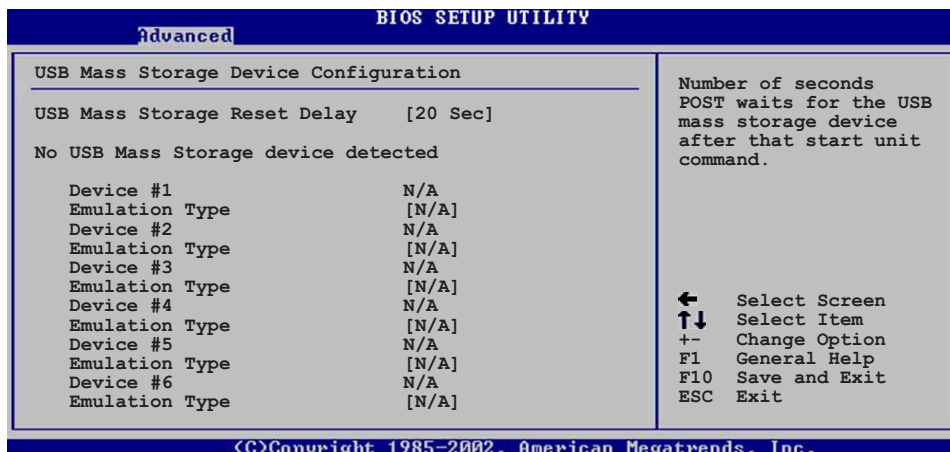 BIOS SETUP UTILITY
Advanced
USB Mass Storage Device Configuration
USB Mass Storage Reset Delay [20 Sec]
No USB Mass Storage device detected
Device #1 N/A
Emulation Type [N/A]
Device #2 N/A
Emulation Type [N/A]
Device #3 N/A
Emulation Type [N/A]
Device #4 N/A
Emulation Type [N/A]
Device #5 N/A
Emulation Type [N/A]
Device #6 N/A
Emulation Type [N/A]
Number of seconds
POST waits for the USB
mass storage device
after that start unit
command.
← Select Screen
↑↓ Select Item
+- Change Option
F1 General Help
F10 Save and Exit
ESC Exit
(C)Copyright 1985-2002, American Megatrends, Inc.